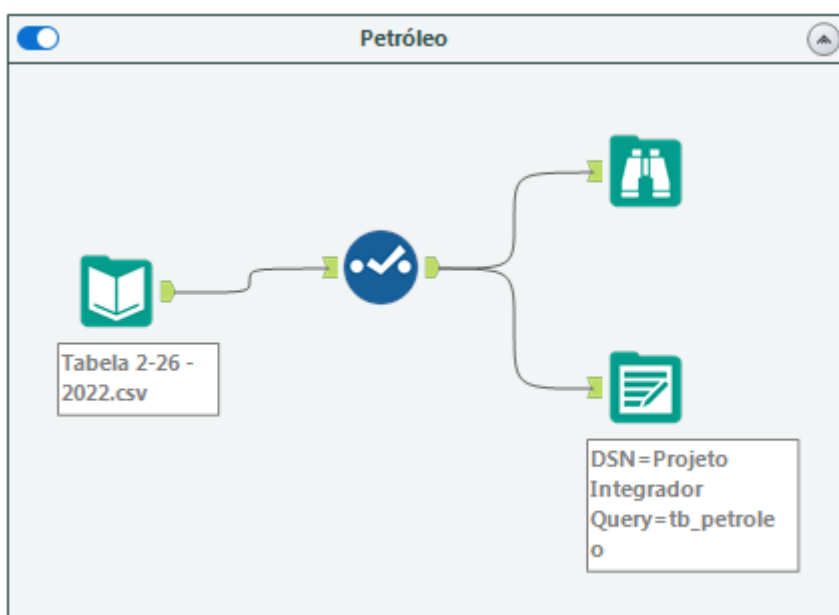 Petróleo
Tabela 2-26 -
2022.csv
DSN=Projeto
Integrador
Query=tb_petrole
o